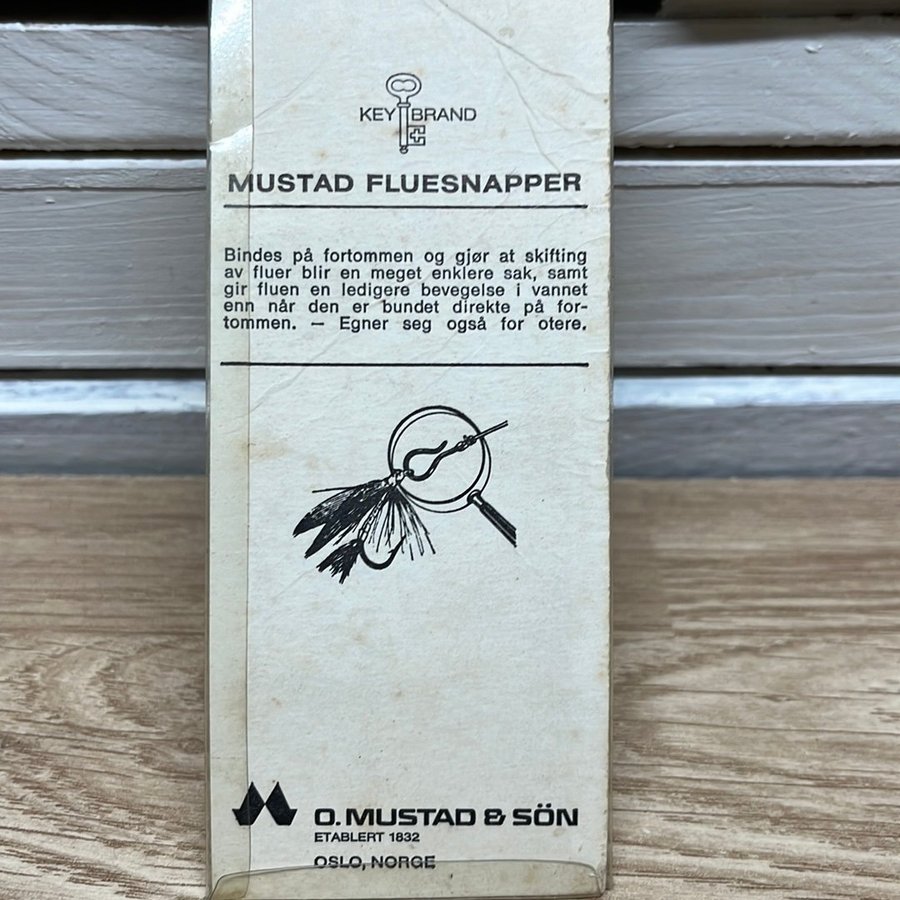 KEY BRAND
MUSTAD FLUESNAPPER
Bindes på fortommen og gjør at skifting
av fluer blir en meget enklere sak, samt
gir fluen en ledigere bevegelse i vannet
enn når den er bundet direkte på for-
tommen. — Egner seg også for otere.
O. MUSTAD & SÖN
ETABLERT 1832
OSLO, NORGE